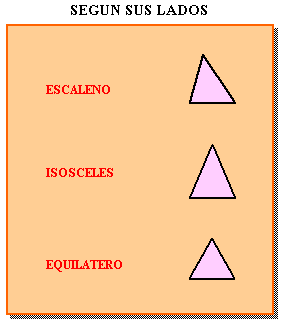 SEGUN SUS LADOS
ESCALENO
ISOSCELES
EQUILATERO